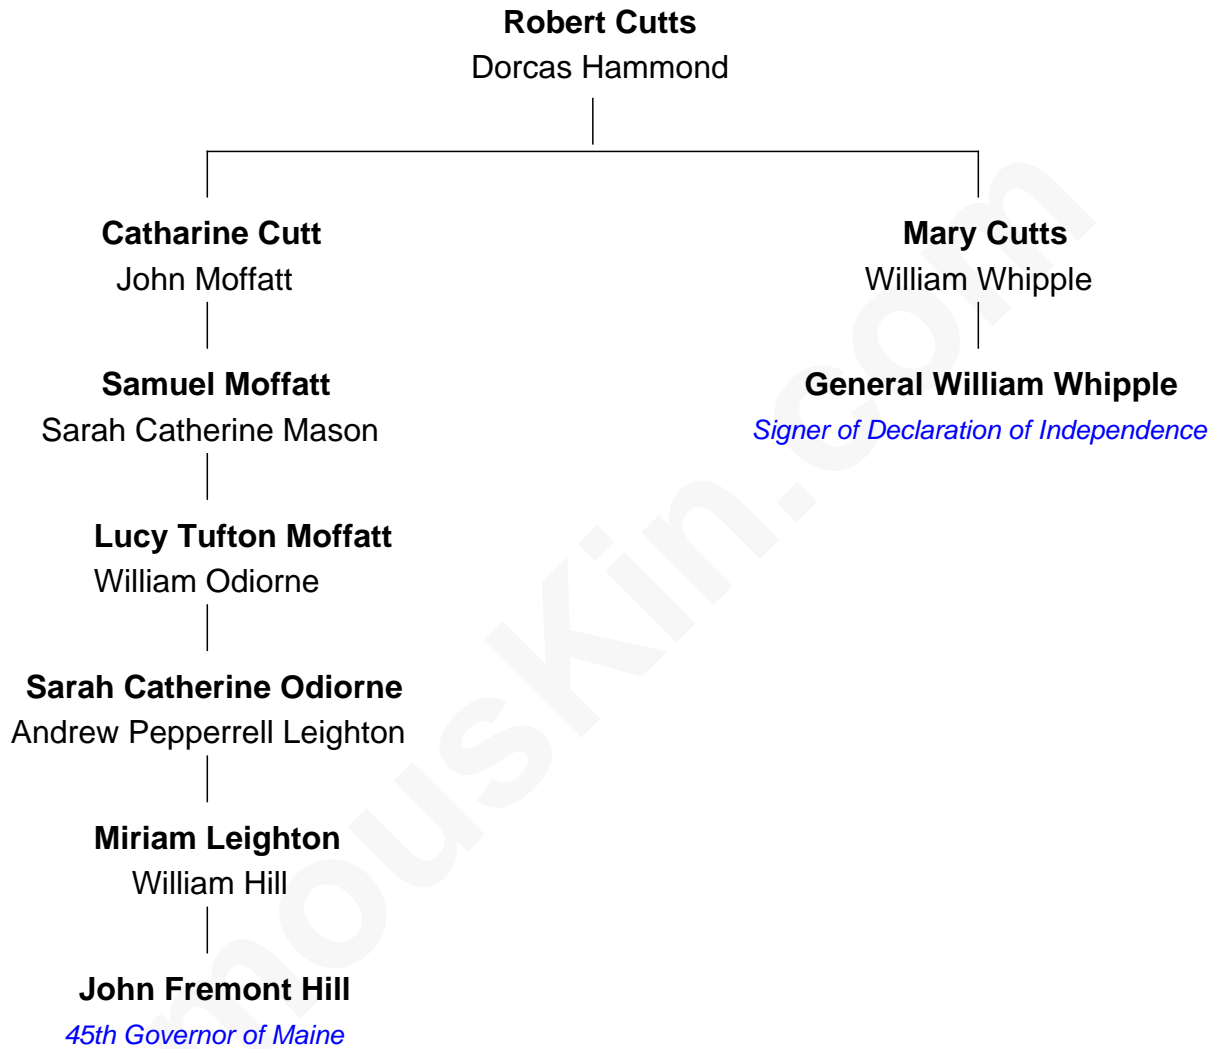 Robert Cutts
Dorcas Hammond
Catharine Cutt
John Moffatt
Mary Cutts
William Whipple
Samuel Moffatt
Sarah Catherine Mason
General William Whipple
Signer of Declaration of Independence
Lucy Tufton Moffatt
William Odiorne
Sarah Catherine Odiorne
Andrew Pepperrell Leighton
Miriam Leighton
William Hill
John Fremont Hill
45th Governor of Maine
mousKin.com